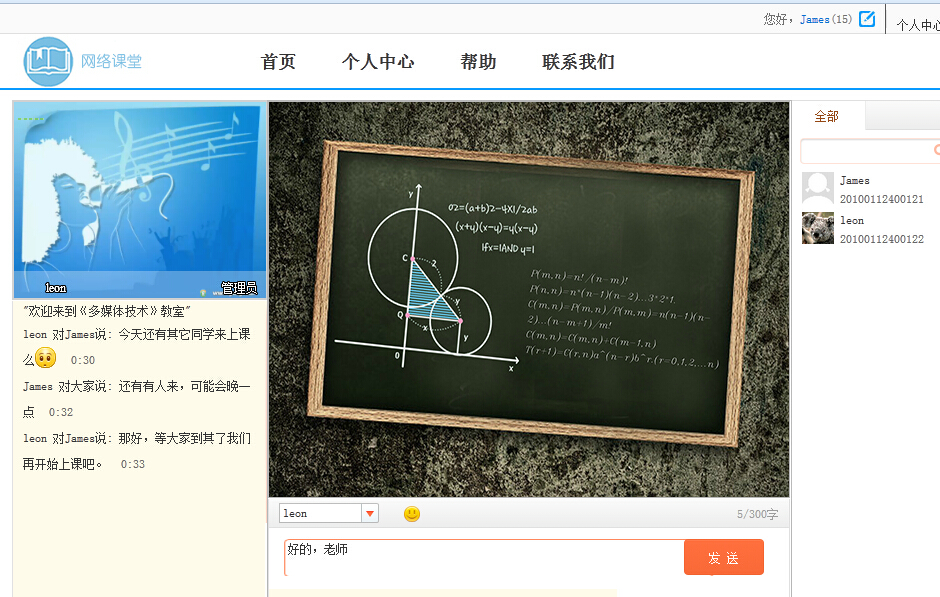 您好，James(15)
个人中心
网络课堂
首页 个人中心 帮助 联系我们
leon
管理员
"欢迎来到《多媒体技术》教室"
leon 对James说：今天还有其它同学来上课
么 0:30
James 对大家说：还有有人来，可能会晚一
点 0:32
leon 对James说：那好，等大家到其了我们
再开始上课吧。 0:33
y
σ2=(a+b)2-4X1/2ab
(x+y)(x-y)=y(x-y)
1fx=1AND y=1
C
2
y
Q
x
y
0
x
P(m,n)=n!/(n-m)!
P(n,n)=n*(n-1)(n-2)...3*2*1.
C(m,n)=P(m,n)/P(m,m)=n(n-1)(n-
2)...(n-m+1)/m!
C(m,n)=C(m,n)+C(m-1,n)
T(r+1)=C(r,n)a^(n-r)b^r.(r=0,1,2,...n)
leon
5/300字
好的，老师
发 送
全部
James
20100112400121
leon
20100112400122